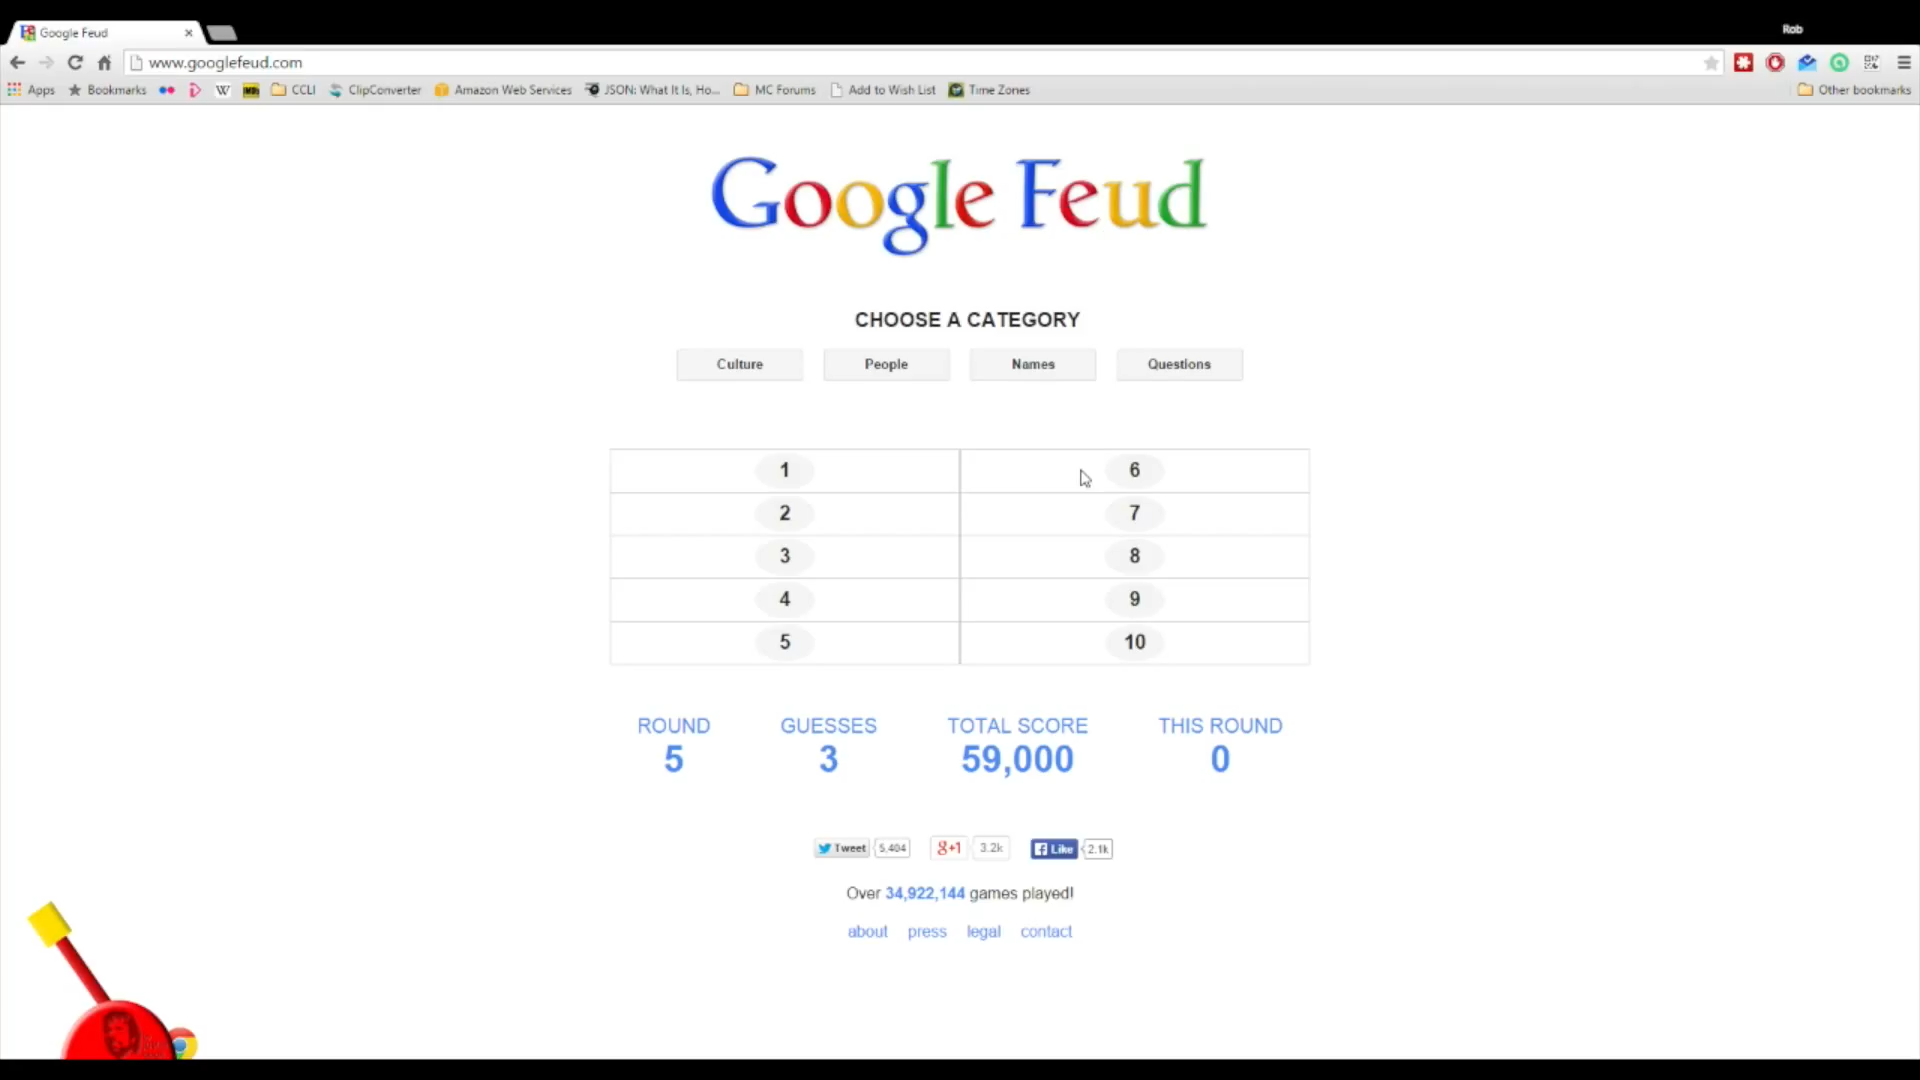 Rob
Google Feud
www.googlefeud.com
Apps Bookmarks W IMDb CCLI ClipConverter Amazon Web Services JSON: What It Is, Ho... MC Forums Add to Wish List Time Zones Other bookmarks
Google Feud
CHOOSE A CATEGORY
Culture People Names Questions
1 6
2 7
3 8
4 9
5 10
ROUND GUESSES TOTAL SCORE THIS ROUND
5 3 59,000 0
Tweet 5,404 g+1 3.2k Like 2.1k
Over 34,922,144 games played!
about press legal contact